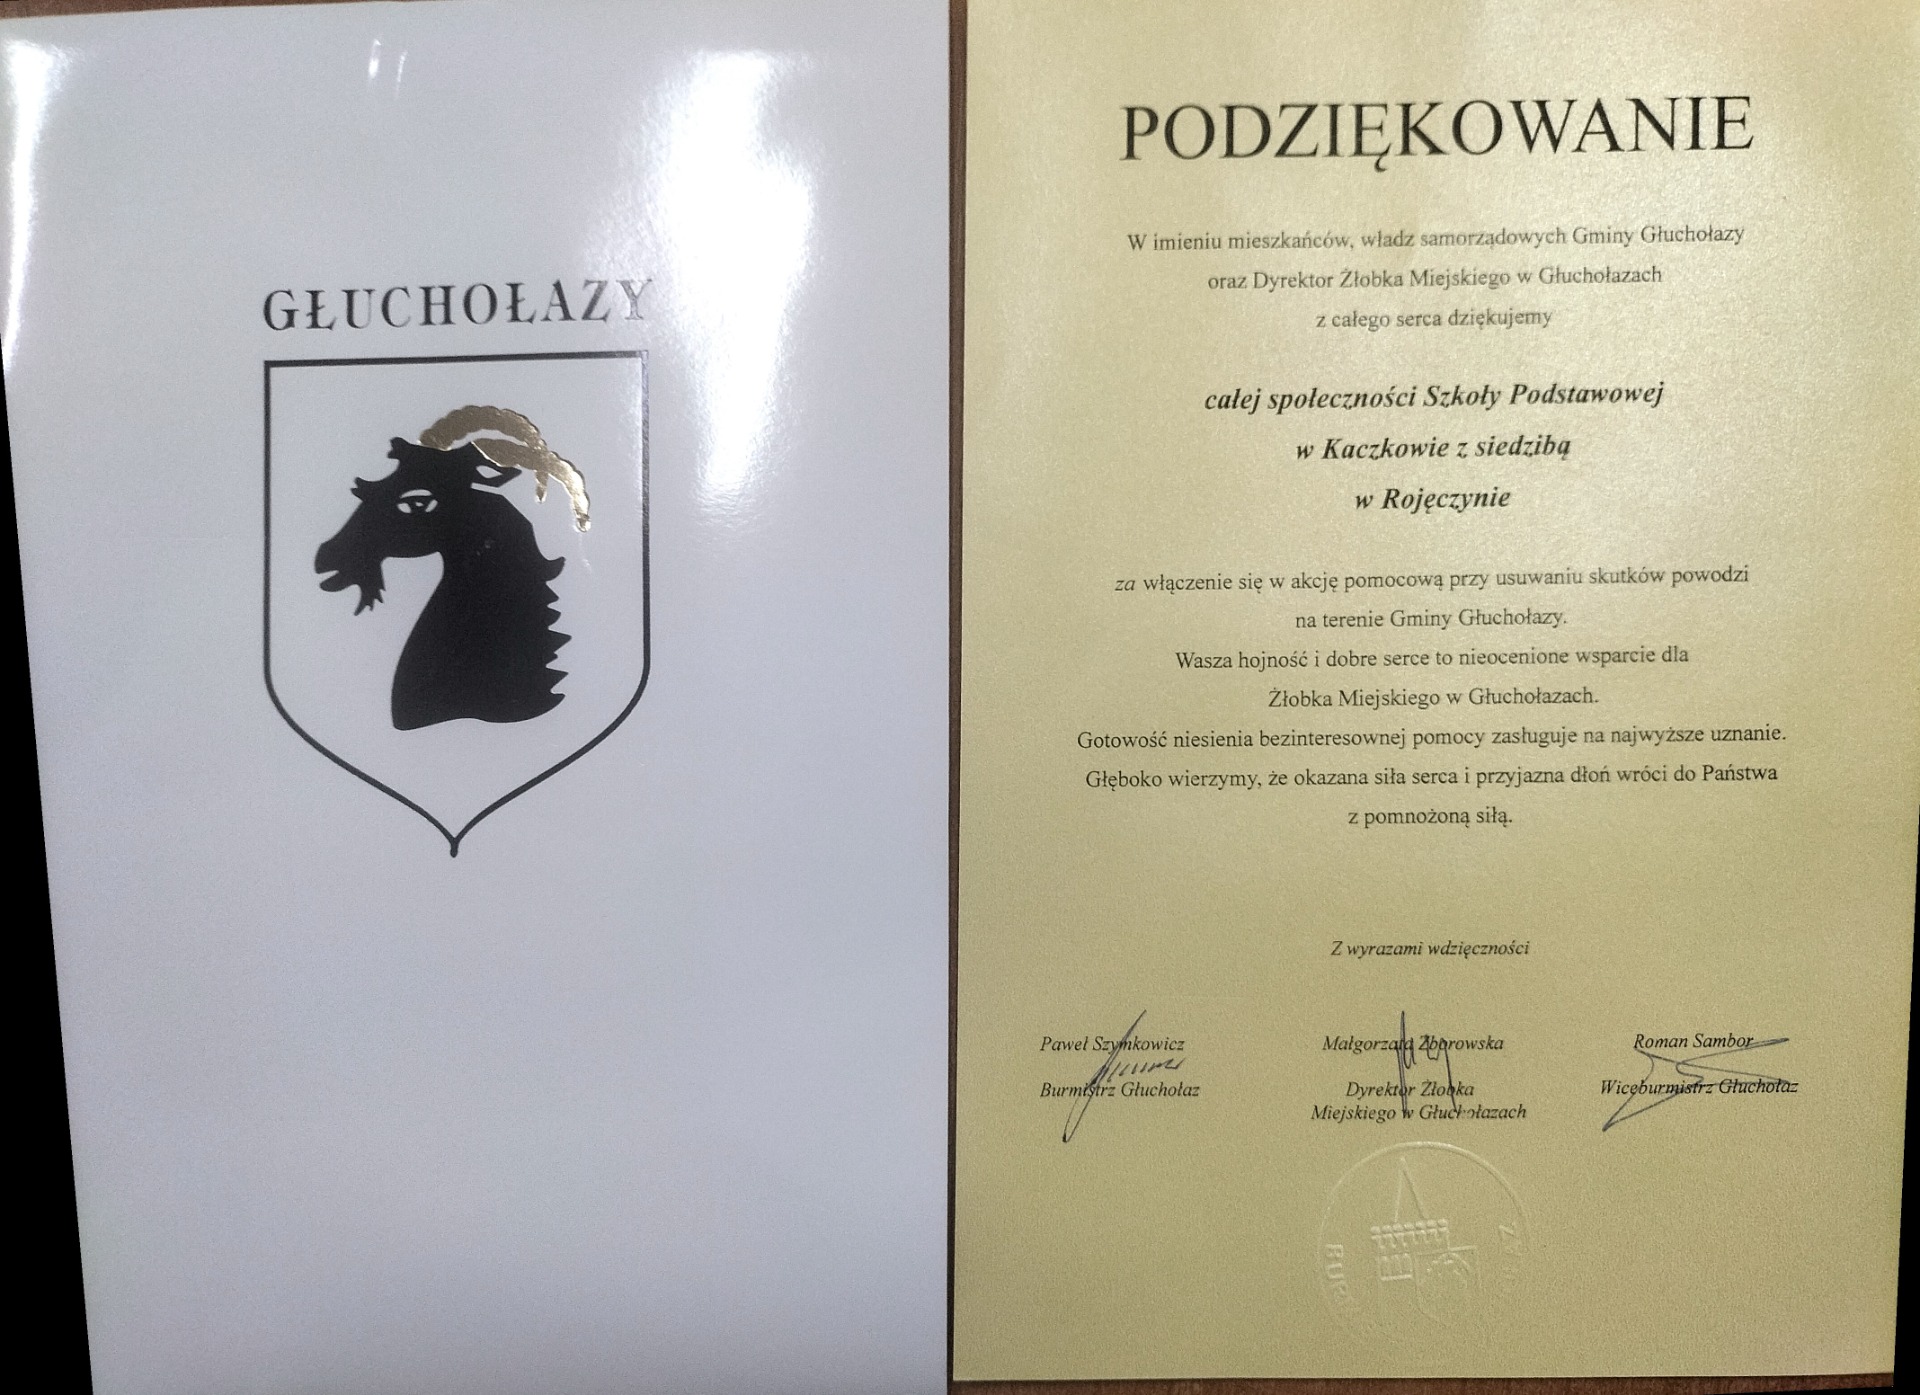 GŁUCHOŁAZY
PODZIĘKOWANIE
W imieniu mieszkańców, władz samorządowych Gminy Głuchołazy
oraz Dyrektor Żłobka Miejskiego w Głuchołazach
z całego serca dziękujemy
całej społeczności Szkoły Podstawowej
w Kaczkowie z siedzibą
w Rojęczynie
za włączenie się w akcję pomocową przy usuwaniu skutków powodzi
na terenie Gminy Głuchołazy.
Wasza hojność i dobre serce to nieocenione wsparcie dla
Żłobka Miejskiego w Głuchołazach.
Gotowość niesienia bezinteresownej pomocy zasługuje na najwyższe uznanie.
Głęboko wierzymy, że okazana siła serca i przyjazna dłoń wróci do Państwa
z pomnożoną siłą.
Z wyrazami wdzięczności
Paweł Szymkowicz
Burmistrz Głuchołaz
Małgorzata Zborowska
Dyrektor Żłobka
Miejskiego w Głuchołazach
Roman Sambor
Wiceburmistrz Głuchołaz